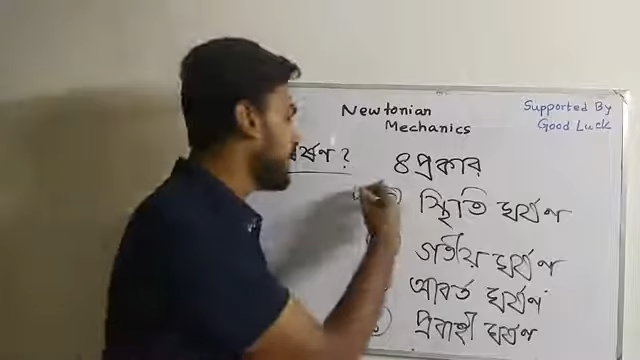 Newtonian
Mechanics
Supported By
Good Luck
ঘর্ষণ ?
৪ প্রকার
স্থিতি ঘর্ষণ
গতীয় ঘর্ষণ
আবর্ত ঘর্ষণ
প্রবাহী ঘর্ষণ